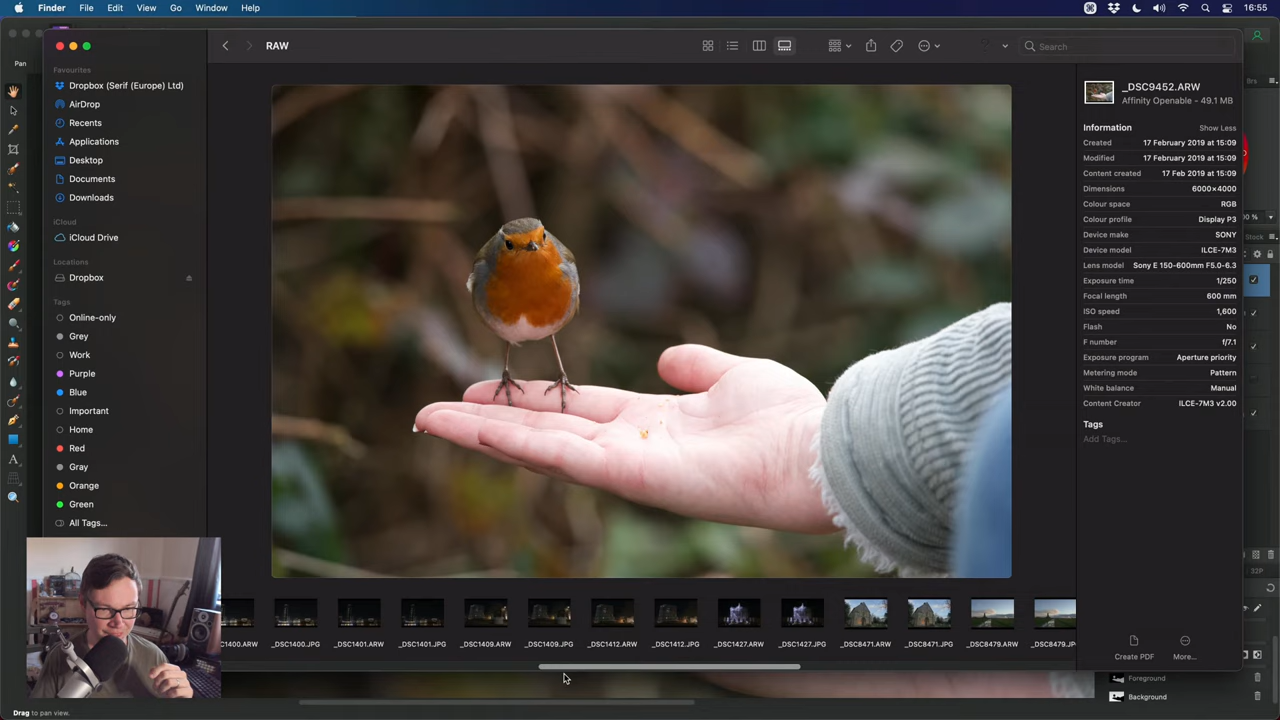 Finder File Edit View Go Window Help 16:55
RAW
Search
Pan
Favourites
Dropbox (Serif (Europe) Ltd)
AirDrop
Recents
Applications
Desktop
Documents
Downloads
iCloud
iCloud Drive
Locations
Dropbox
Tags
Online-only
Grey
Work
Purple
Blue
Important
Home
Red
Gray
Orange
Green
All Tags...
_DSC9452.ARW
Affinity Openable - 49.1 MB
Information Show Less
Created 17 February 2019 at 15:09
Modified 17 February 2019 at 15:09
Content created 17 Feb 2019 at 15:09
Dimensions 6000×4000
Colour space RGB
Colour profile Display P3
Device make SONY
Device model ILCE-7M3
Lens model Sony E 150-600mm F5.0-6.3
Exposure time 1/250
Focal length 600 mm
ISO speed 1,600
Flash No
F number f/7.1
Exposure program Aperture priority
Metering mode Pattern
White balance Manual
Content Creator ILCE-7M3 v2.00
Tags
Add Tags...
Brs
00 %
Stock
32P
_DSC1400.ARW _DSC1400.JPG _DSC1401.ARW _DSC1401.JPG _DSC1409.ARW _DSC1409.JPG _DSC1412.ARW _DSC1412.JPG _DSC1427.ARW _DSC1427.JPG _DSC8471.ARW _DSC8471.JPG _DSC8479.ARW _DSC8479.JPG
Create PDF More...
Foreground
Background
Drag to pan view.